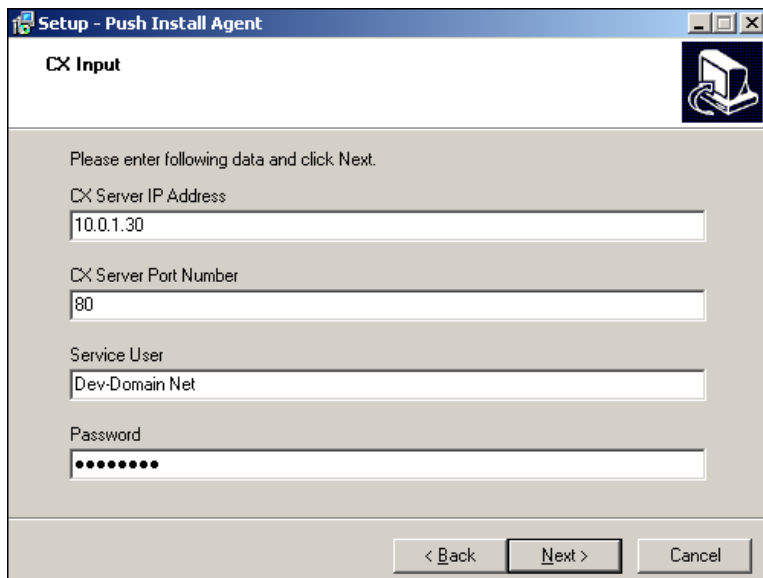 Setup - Push Install Agent
CX Input
Please enter following data and click Next.
CX Server IP Address
10.0.1.30
CX Server Port Number
80
Service User
Dev-Domain Net
Password
●●●●●●●●
< Back Next > Cancel